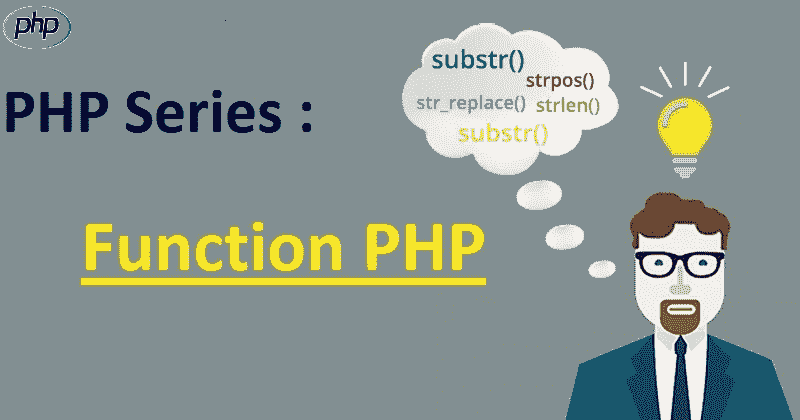 php
PHP Series :
Function PHP
substr()
strpos()
str_replace() strlen()
substr()